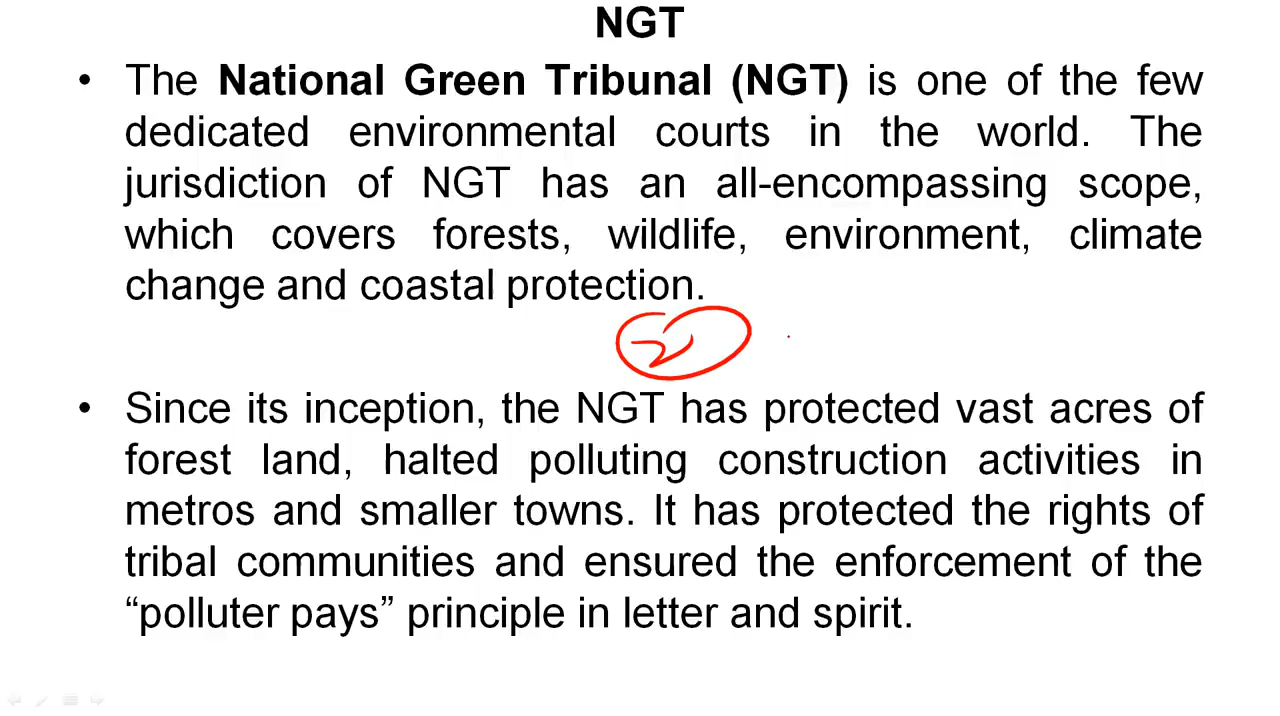 NGT
• The National Green Tribunal (NGT) is one of the few
dedicated environmental courts in the world. The
jurisdiction of NGT has an all-encompassing scope,
which covers forests, wildlife, environment, climate
change and coastal protection.
• Since its inception, the NGT has protected vast acres of
forest land, halted polluting construction activities in
metros and smaller towns. It has protected the rights of
tribal communities and ensured the enforcement of the
“polluter pays” principle in letter and spirit.